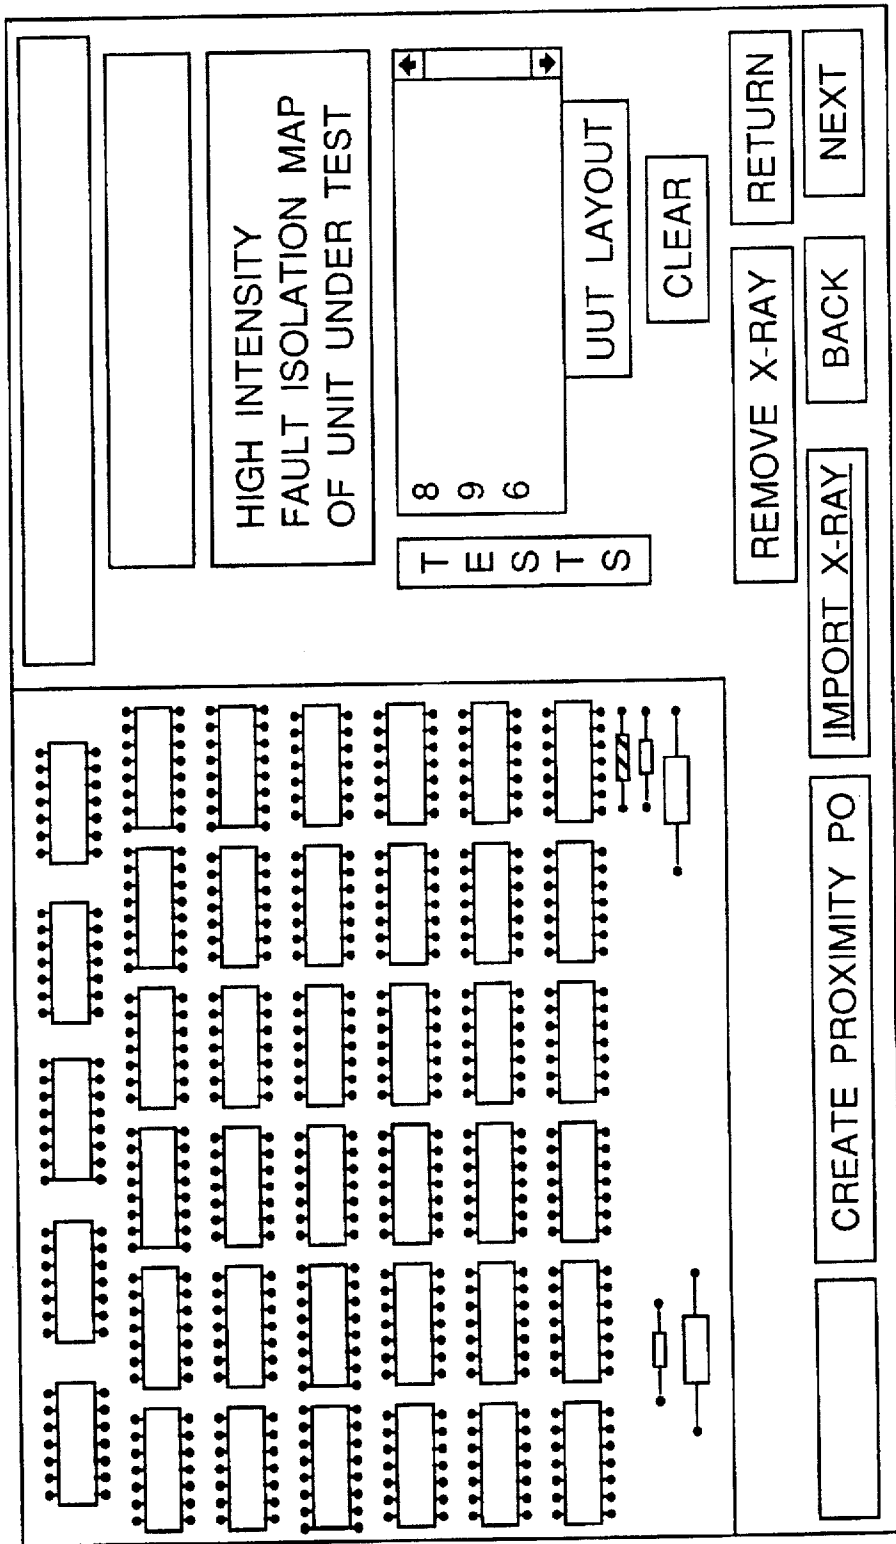 HIGH INTENSITY
FAULT ISOLATION MAP
OF UNIT UNDER TEST
T
E
S
T
S
8
9
6
UUT LAYOUT
CLEAR
REMOVE X-RAY
RETURN
CREATE PROXIMITY PO
IMPORT X-RAY
BACK
NEXT